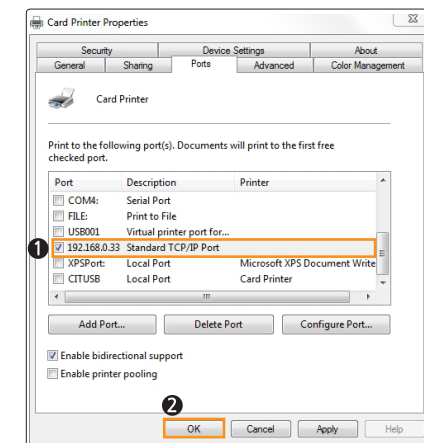 Card Printer Properties
Security Device Settings About
General Sharing Ports Advanced Color Management
Card Printer
Print to the following port(s). Documents will print to the first free
checked port.
Port Description Printer
COM4: Serial Port
FILE: Print to File
USB001 Virtual printer port for...
1 192.168.0.33 Standard TCP/IP Port
XPSPort: Local Port Microsoft XPS Document Write
CITUSB Local Port Card Printer
Add Port... Delete Port Configure Port...
Enable bidirectional support
Enable printer pooling
2
OK Cancel Apply Help